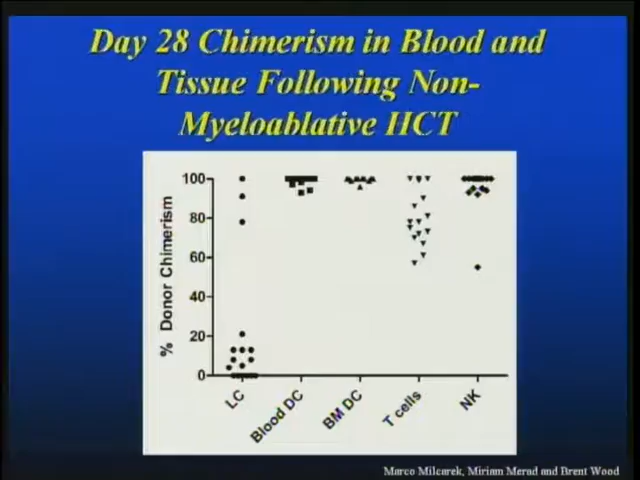 Day 28 Chimerism in Blood and
Tissue Following Non-
Myeloablative HCT
% Donor Chimerism
100
80
60
40
20
0
LC
Blood DC
BM DC
T cells
NK
Marco Milcarek, Miriam Merad and Brent Wood